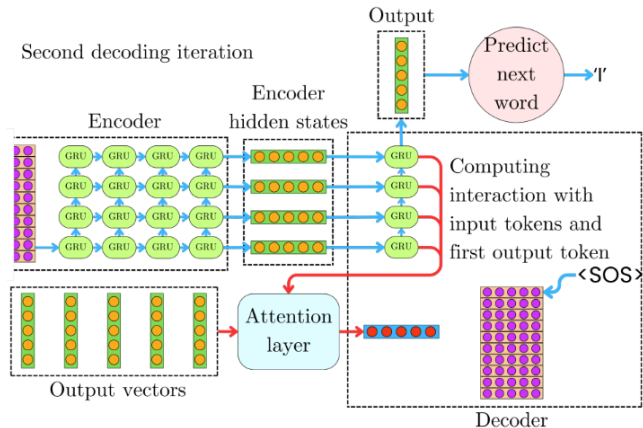 Second decoding iteration
Output
Predict
next
word
'I'
Encoder
Encoder
hidden states
GRU GRU GRU GRU
GRU GRU GRU GRU
GRU GRU GRU GRU
GRU GRU GRU GRU
GRU
GRU
GRU
GRU
Computing
interaction with
input tokens and
first output token
<SOS>
Attention
layer
Output vectors
Decoder